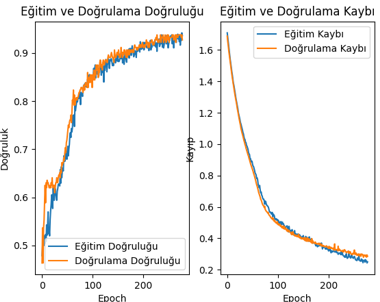 Eğitim ve Doğrulama Doğruluğu
0.9
0.8
0.7
0.6
0.5
Doğruluk
0
100
200
Epoch
Eğitim Doğruluğu
Doğrulama Doğruluğu
Eğitim ve Doğrulama Kaybı
1.6
1.4
1.2
1.0
0.8
0.6
0.4
0.2
Kayıp
0
100
200
Epoch
Eğitim Kaybı
Doğrulama Kaybı